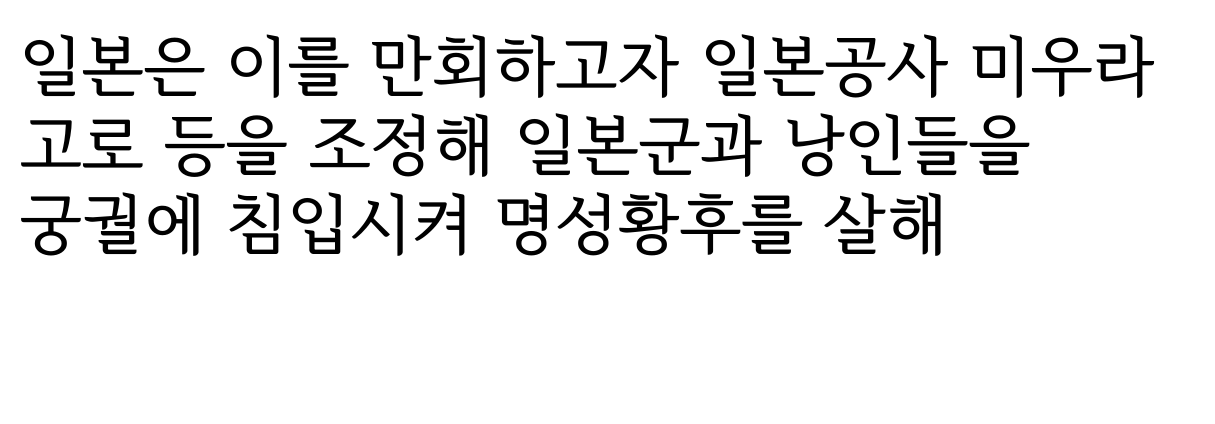 일본은 이를 만회하고자 일본공사 미우라
고로 등을 조정해 일본군과 낭인들을
궁궐에 침입시켜 명성황후를 살해